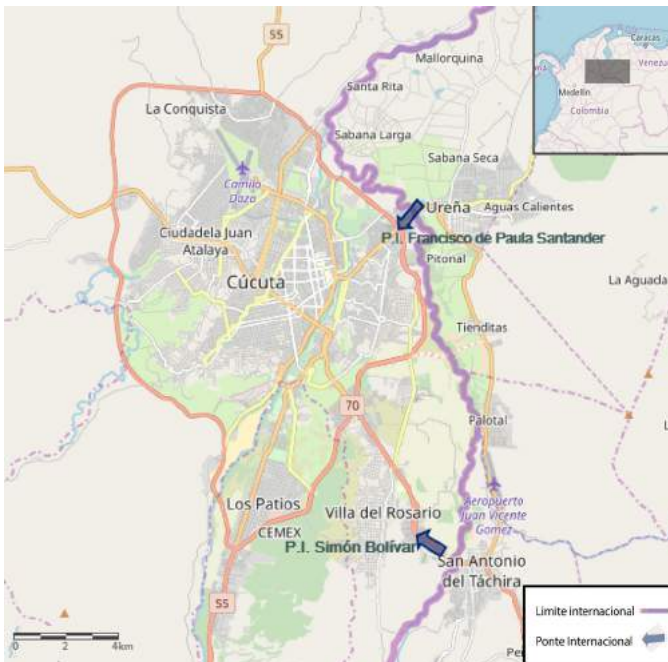 55
Mallorquina
Santa Rita
La Conquista
Sabana Larga
Sabana Seca
Camilo
Daza
Ureña
Aguas Calientes
Ciudadela Juan
Atalaya
P.I. Francisco de Paula Santander
Pitonal
Cúcuta
La Aguada
Tienditas
70
Palotal
Aeropuerto
Juan Vicente
Gomez
Los Patios
Villa del Rosario
CEMEX
P.I. Simón Bolívar
San Antonio
del Táchira
55
0 2 4km
Caracas
Medellín
Venezu
Colombia
Limite internacional
Ponte Internacional